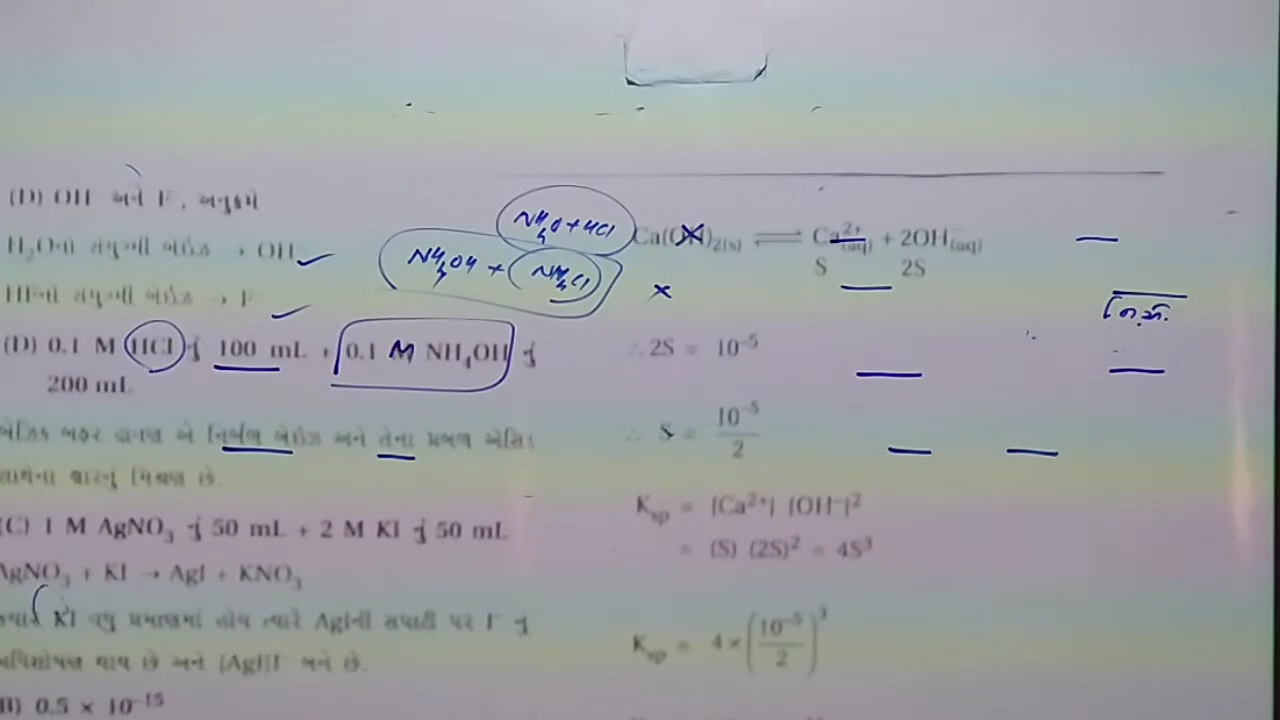 (D) OH⁻ અને F⁻, અનુક્રમે
H₂Oનો સંયુગ્મી બેઇઝ → OH⁻
HFનો સંયુગ્મી બેઇઝ → F⁻
(D) 0.1 M HCl નું 100 mL + 0.1 M NH₄OH નું
200 mL
બેઝિક બફર દ્રાવણ એ નિર્બળ બેઇઝ અને તેના પ્રબળ એસિડ
સાથેના ક્ષારનું મિશ્રણ છે.
(C) 1 M AgNO₃ નું 50 mL + 2 M KI નું 50 mL
AgNO₃ + KI → AgI + KNO₃
જ્યારે KI વધુ પ્રમાણમાં હોય ત્યારે AgIની સપાટી પર I⁻ નું
અધિશોષણ થાય છે અને [AgI]I⁻ બને છે.
B) 0.5 × 10⁻¹⁵
NH₄OH + NH₄Cl
Ca(OH)₂(s) ⇌ Ca²⁺(aq) + 2OH⁻(aq)
S 2S
∴ 2S = 10⁻⁵
∴ S = 10⁻⁵/2
Ksp = [Ca²⁺] [OH⁻]²
= (S) (2S)² = 4S³
Ksp = 4 × (10⁻⁵/2)³